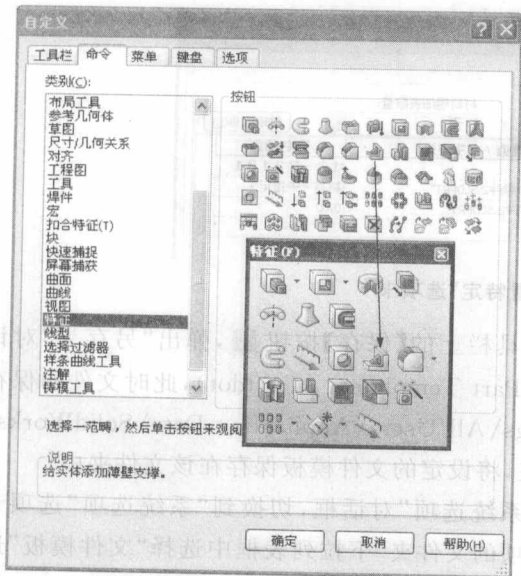 自定义
工具栏 命令 菜单 键盘 选项
类别(C):
按钮
布局工具
参考几何体
草图
尺寸/几何关系
对齐
工程图
工具
焊件
宏
扣合特征(T)
块
快速捕捉
屏幕捕获
曲面
曲线
视图
特征
线型
选择过滤器
样条曲线工具
注解
铸模工具
特征(F)
选择一范畴，然后单击按钮来观阅
说明
给实体添加薄壁支撑。
确定 取消 帮助(H)